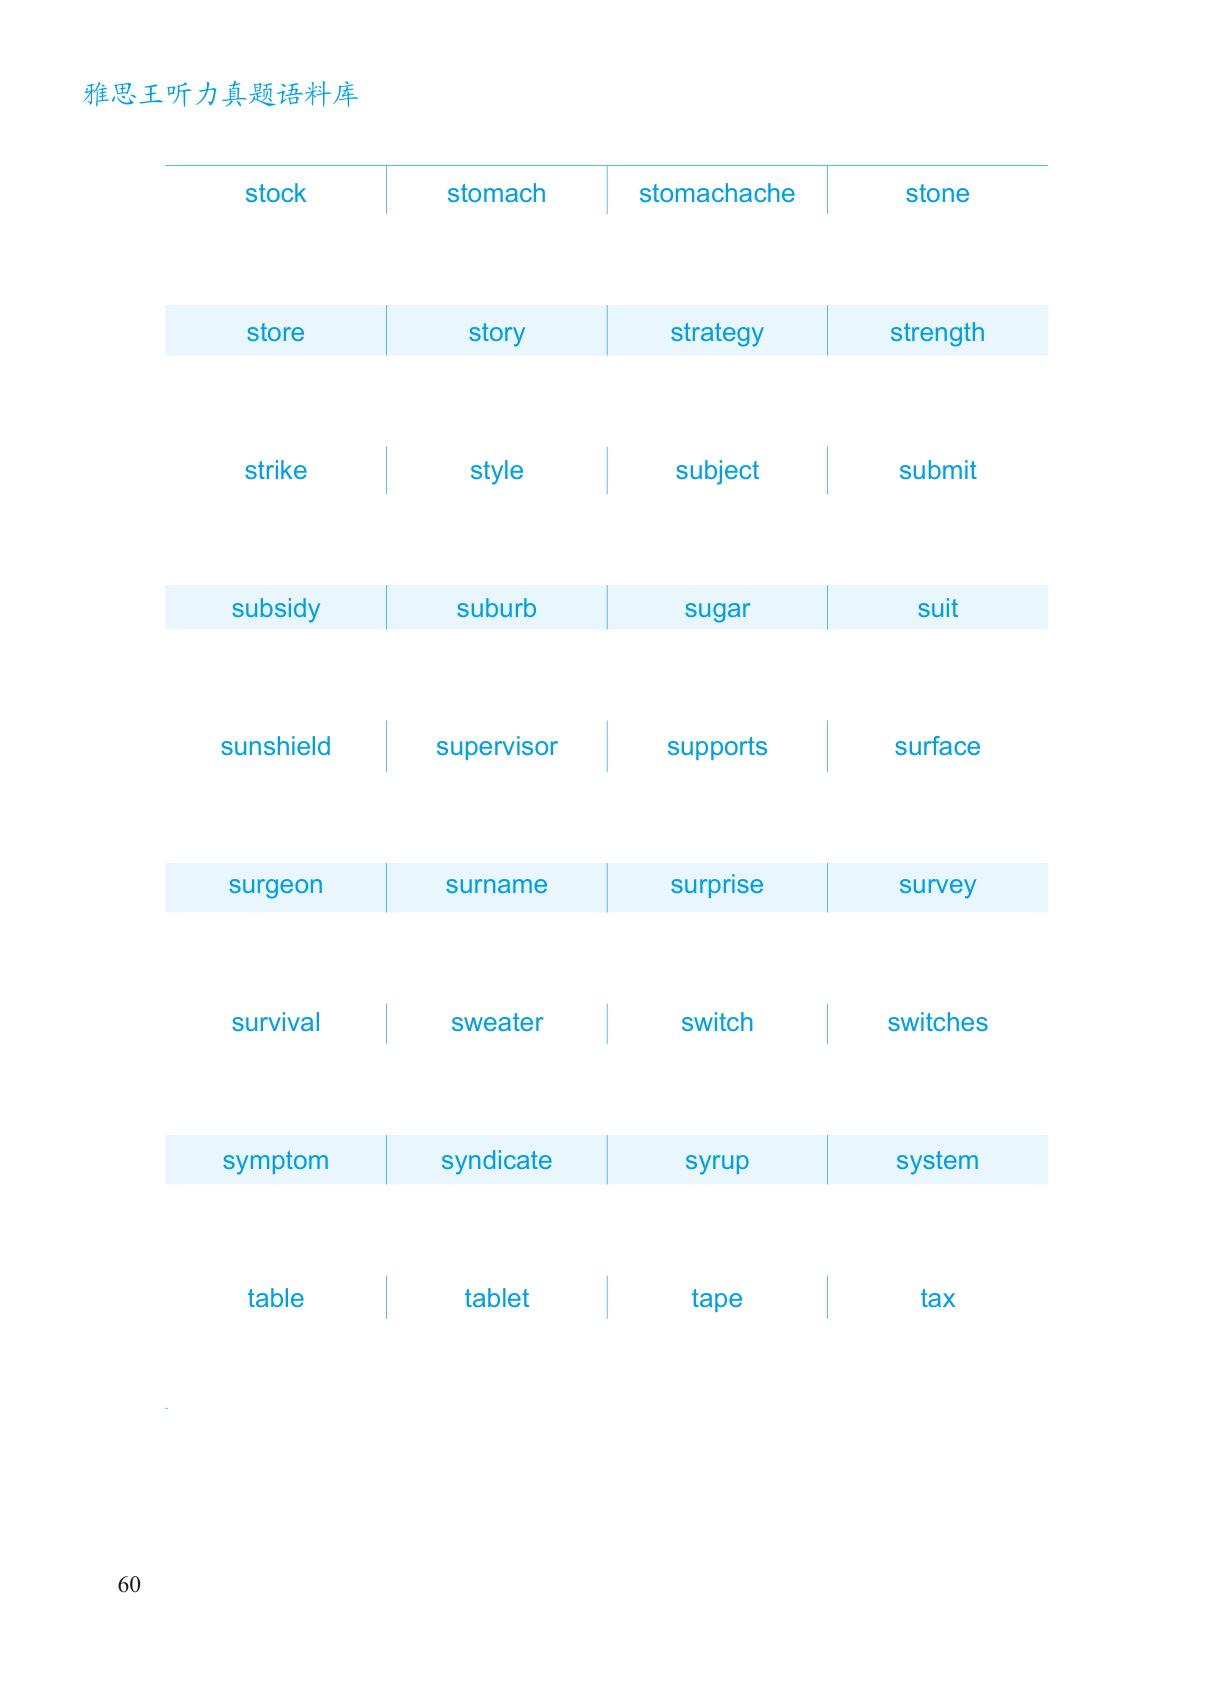 雅思王听力真题语料库
stock stomach stomachache stone
store story strategy strength
strike style subject submit
subsidy suburb sugar suit
sunshield supervisor supports surface
surgeon surname surprise survey
survival sweater switch switches
symptom syndicate syrup system
table tablet tape tax
60